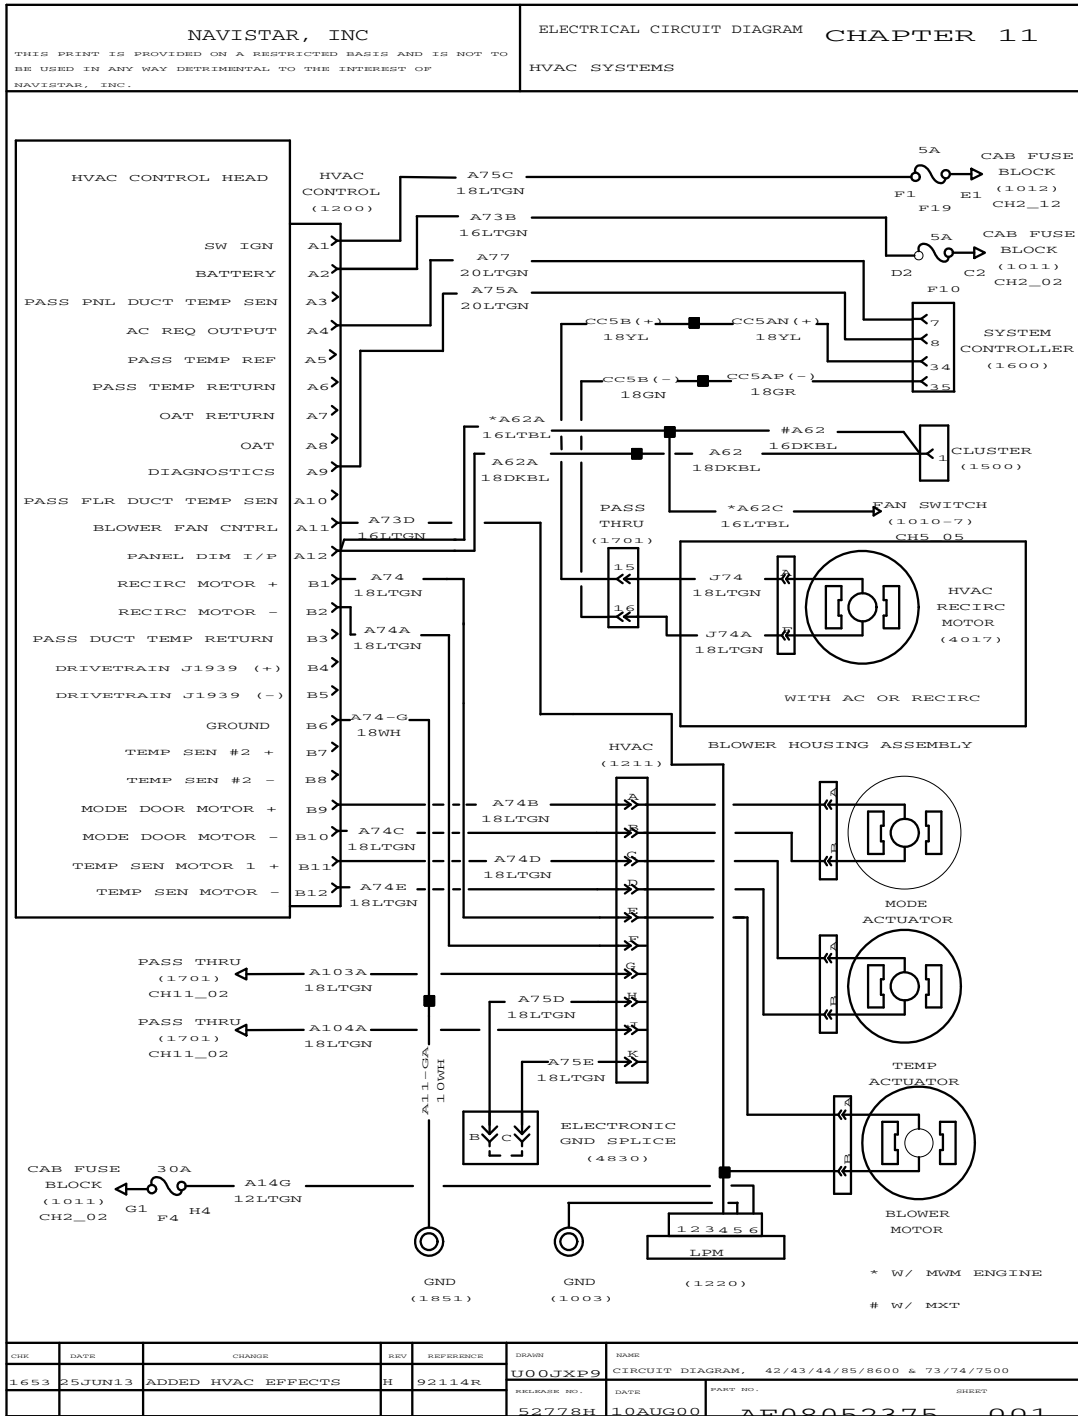 NAVISTAR, INC
THIS PRINT IS PROVIDED ON A RESTRICTED BASIS AND IS NOT TO
BE USED IN ANY WAY DETRIMENTAL TO THE INTEREST OF
NAVISTAR, INC.
ELECTRICAL CIRCUIT DIAGRAM CHAPTER 11
HVAC SYSTEMS
HVAC CONTROL HEAD
HVAC
CONTROL
(1200)
SW IGN A1
BATTERY A2
PASS PNL DUCT TEMP SEN A3
AC REQ OUTPUT A4
PASS TEMP REF A5
PASS TEMP RETURN A6
OAT RETURN A7
OAT A8
DIAGNOSTICS A9
PASS FLR DUCT TEMP SEN A10
BLOWER FAN CNTRL A11
PANEL DIM I/P A12
RECIRC MOTOR + B1
RECIRC MOTOR - B2
PASS DUCT TEMP RETURN B3
DRIVETRAIN J1939 (+) B4
DRIVETRAIN J1939 (-) B5
GROUND B6
TEMP SEN #2 + B7
TEMP SEN #2 - B8
MODE DOOR MOTOR + B9
MODE DOOR MOTOR - B10
TEMP SEN MOTOR 1 + B11
TEMP SEN MOTOR - B12
A75C
18LTGN
A73B
16LTGN
A77
20LTGN
A75A
20LTGN
5A
F1 E1
F19
CAB FUSE
BLOCK
(1012)
CH2_12
5A
D2 C2
F10
CAB FUSE
BLOCK
(1011)
CH2_02
CC5B(+)
18YL
CC5AN(+)
18YL
CC5B(-)
18GN
CC5AP(-)
18GR
7
8
34
35
SYSTEM
CONTROLLER
(1600)
*A62A
16LTBL
A62A
18DKBL
#A62
16DKBL
A62
18DKBL
1
CLUSTER
(1500)
*A62C
16LTBL
FAN SWITCH
(1010-7)
CH5_05
A73D
16LTGN
A74
18LTGN
A74A
18LTGN
A74-G
18WH
PASS
THRU
(1701)
15
16
J74
18LTGN
J74A
18LTGN
A
F
HVAC
RECIRC
MOTOR
(4017)
WITH AC OR RECIRC
BLOWER HOUSING ASSEMBLY
HVAC
(1211)
A
B
C
D
E
F
G
H
J
K
A74B
18LTGN
A74C
18LTGN
A74D
18LTGN
A74E
18LTGN
A
B
MODE
ACTUATOR
A
B
TEMP
ACTUATOR
A
B
BLOWER
MOTOR
PASS THRU
(1701)
CH11_02
A103A
18LTGN
PASS THRU
(1701)
CH11_02
A104A
18LTGN
A75D
18LTGN
A75E
18LTGN
A11-GA
10WH
B C
ELECTRONIC
GND SPLICE
(4830)
CAB FUSE
BLOCK
(1011)
CH2_02
30A
G1 H4
F4
A14G
12LTGN
GND
(1851)
GND
(1003)
1 2 3 4 5 6
LPM
(1220)
* W/ MWM ENGINE
# W/ MXT
CHK DATE CHANGE REV REFERENCE
1653 25JUN13 ADDED HVAC EFFECTS H 92114R
DRAWN
U00JXP9
NAME
CIRCUIT DIAGRAM, 42/43/44/85/8600 & 73/74/7500
RELEASE NO.
52778H
DATE
10AUG00
PART NO.
SHEET
AF08052375 001